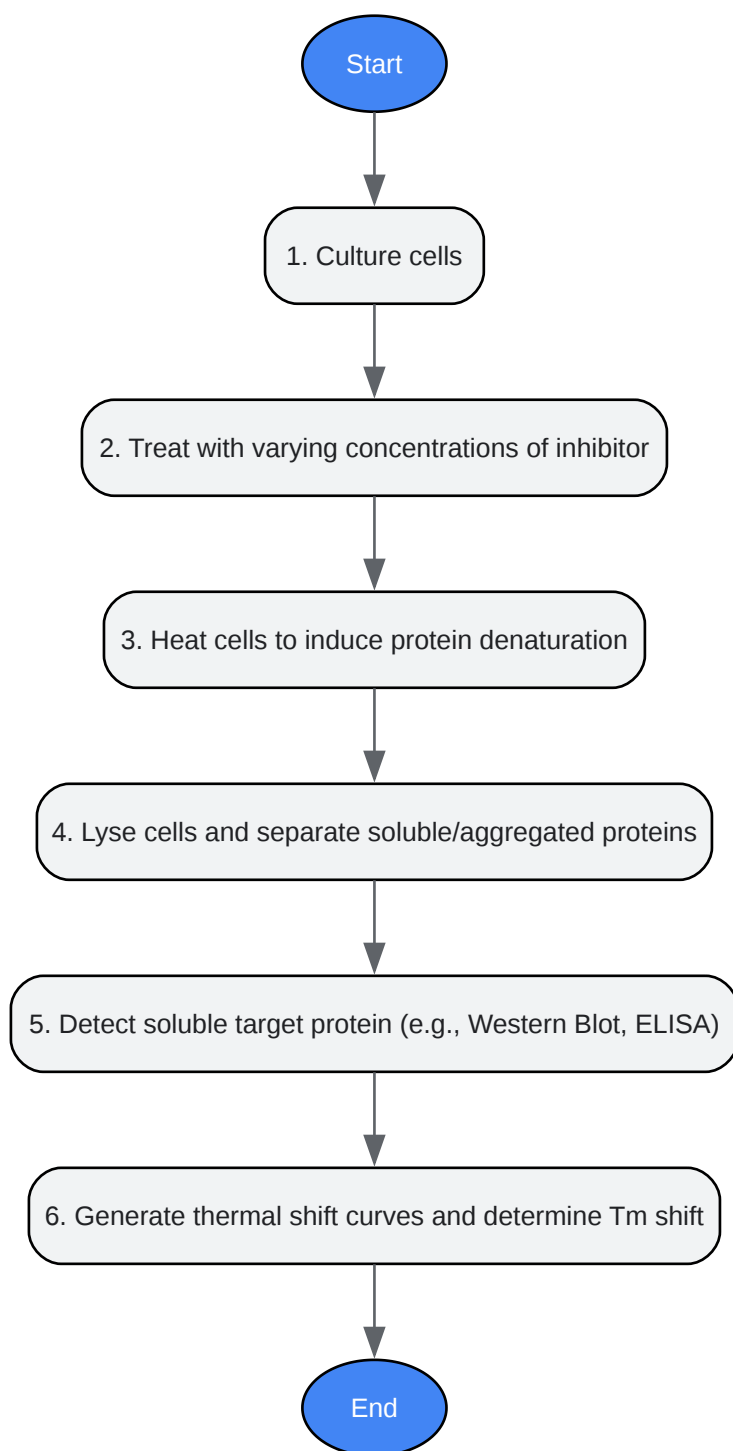 Start
1. Culture cells
2. Treat with varying concentrations of inhibitor
3. Heat cells to induce protein denaturation
4. Lyse cells and separate soluble/aggregated proteins
5. Detect soluble target protein (e.g., Western Blot, ELISA)
6. Generate thermal shift curves and determine Tm shift
End